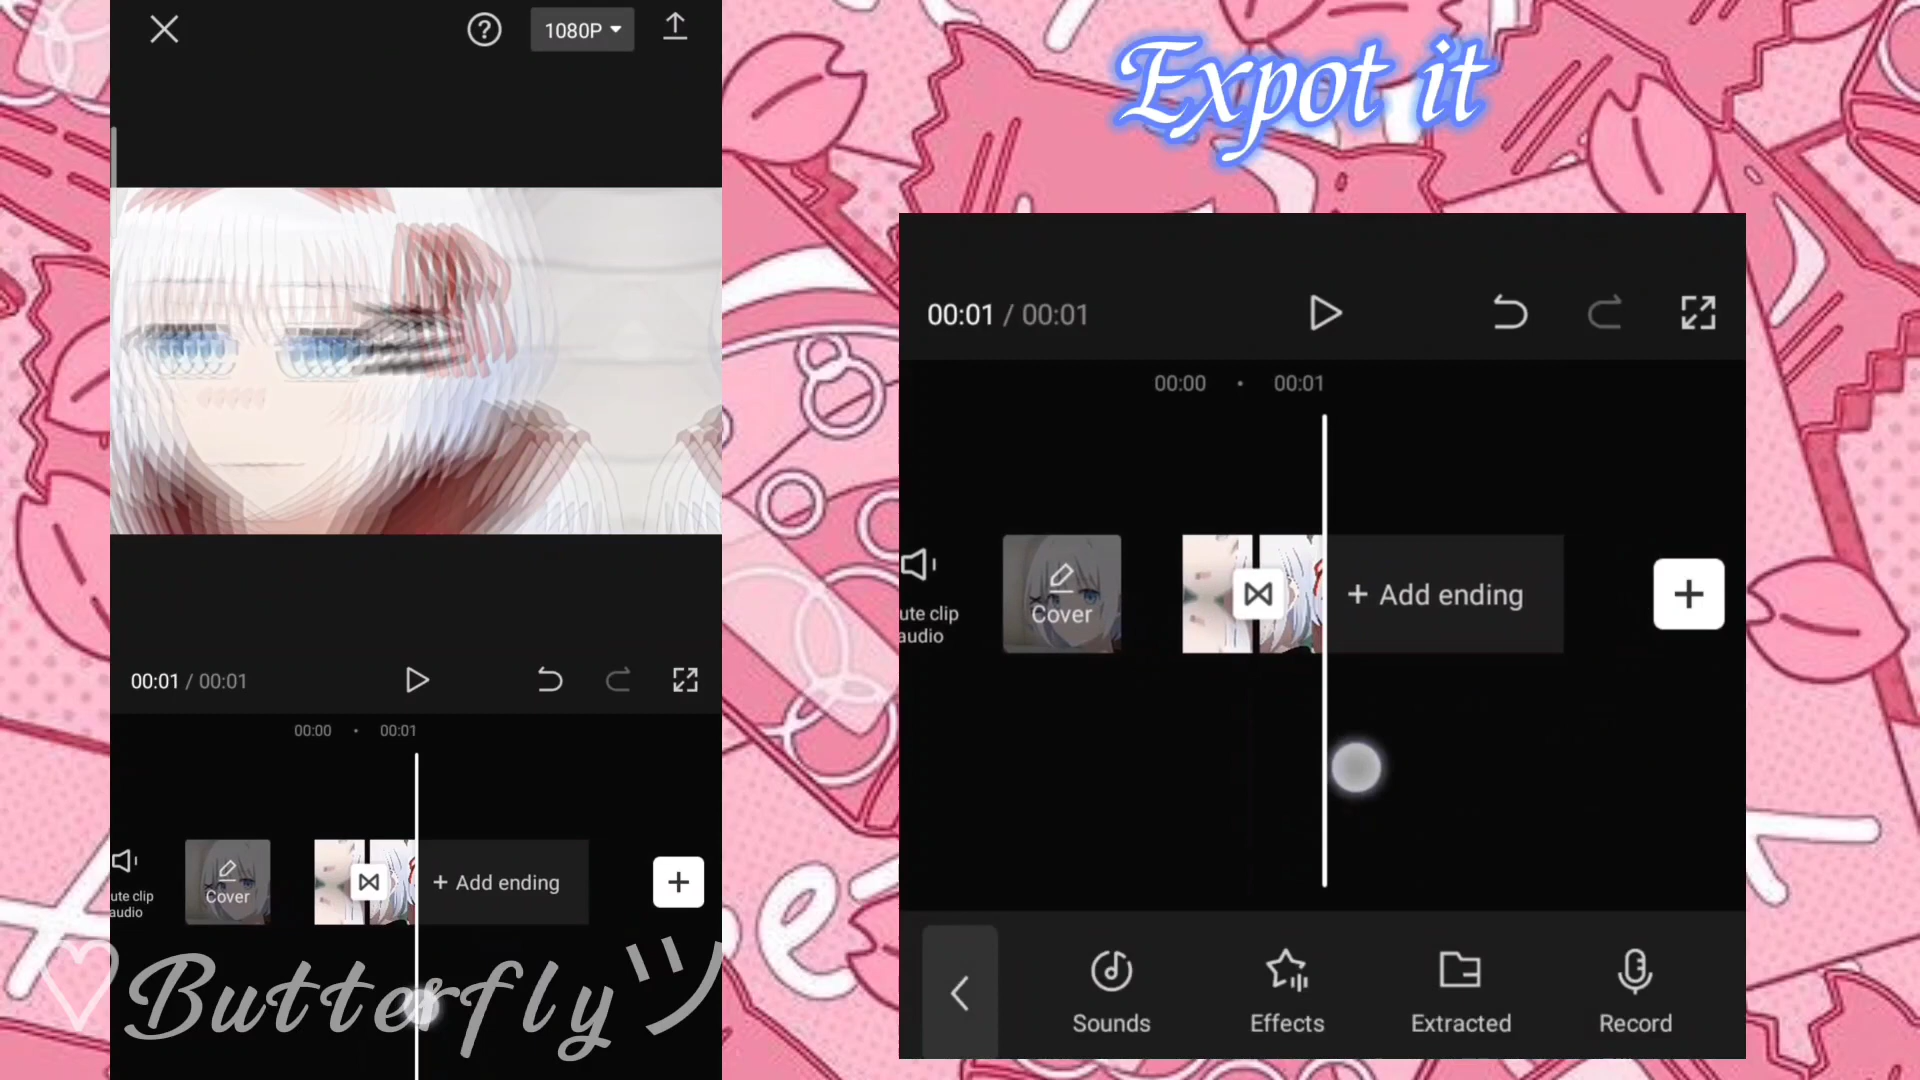 1080P
Expot it
00:01 / 00:01
00:00 • 00:01
ute clip
audio
Cover
+ Add ending
♡Butterflyツ
00:01 / 00:01
00:00 • 00:01
ute clip
audio
Cover
+ Add ending
Sounds
Effects
Extracted
Record